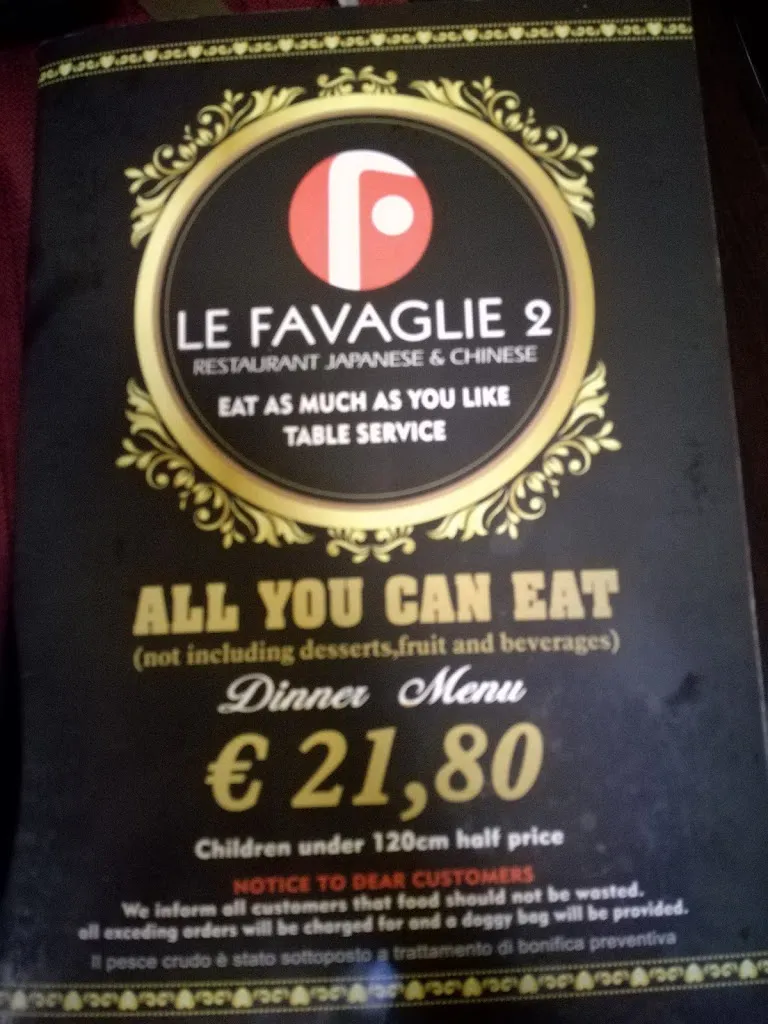 LE FAVAGLIE 2
RESTAURANT JAPANESE & CHINESE
EAT AS MUCH AS YOU LIKE
TABLE SERVICE
ALL YOU CAN EAT
(not including desserts,fruit and beverages)
Dinner Menu
€ 21,80
Children under 120cm half price
NOTICE TO DEAR CUSTOMERS
We inform all customers that food should not be wasted.
all exceding orders will be charged for and a doggy bag will be provided.
Il pesce crudo è stato sottoposto a trattamento di bonifica preventiva